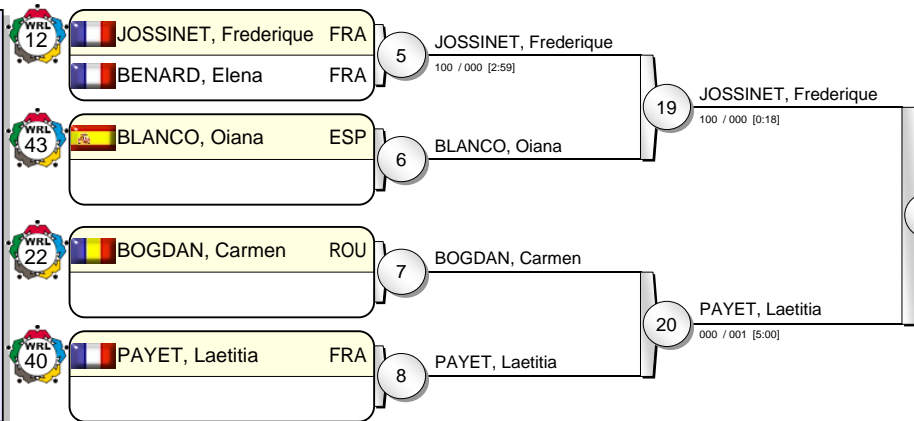 WRL
12
JOSSINET, Frederique FRA
BENARD, Elena FRA
5
JOSSINET, Frederique
100 / 000 [2:59]
WRL
43
BLANCO, Oiana ESP
6
BLANCO, Oiana
19
JOSSINET, Frederique
100 / 000 [0:18]
WRL
22
BOGDAN, Carmen ROU
7
BOGDAN, Carmen
WRL
40
PAYET, Laetitia FRA
8
PAYET, Laetitia
20
PAYET, Laetitia
000 / 001 [5:00]